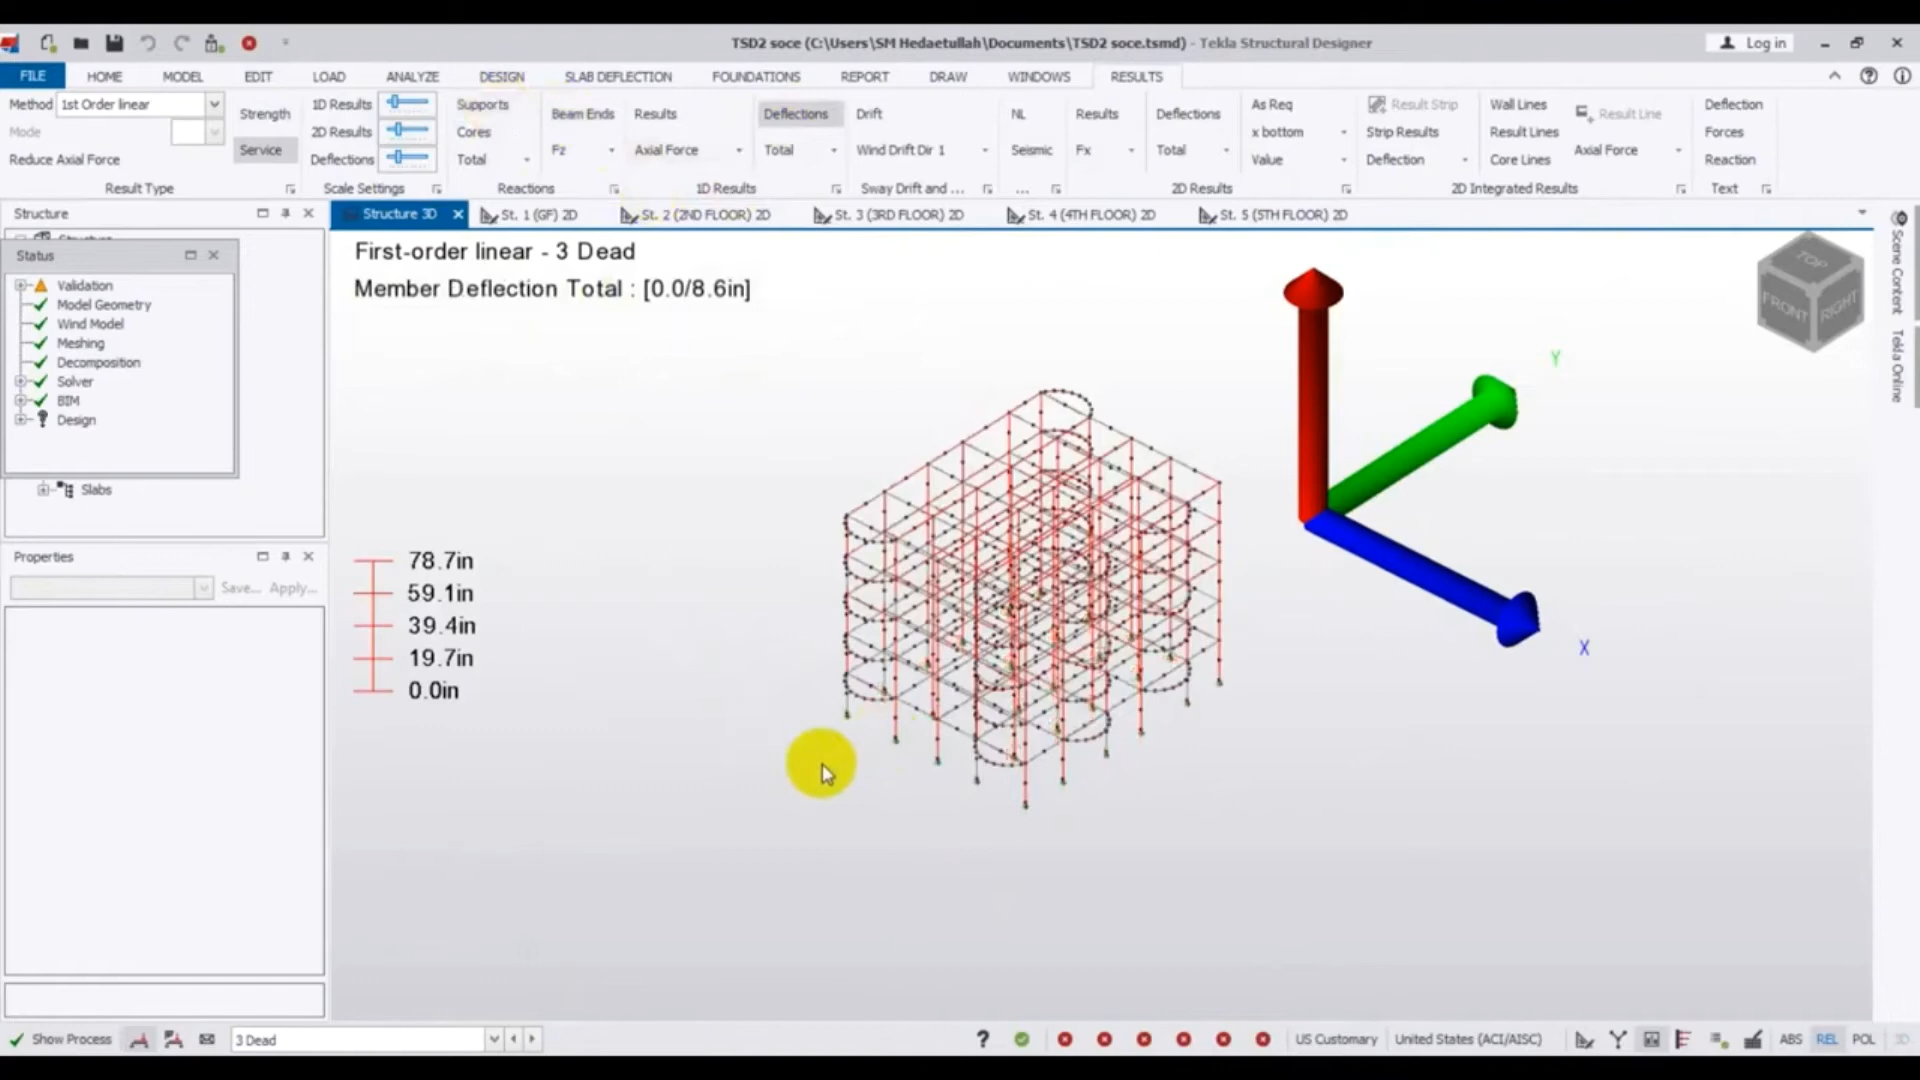 TSD2 soce (C:\Users\SM Hedaetullah\Documents\TSD2 soce.tsmd) - Tekla Structural Designer
Log in
FILE HOME MODEL EDIT LOAD ANALYZE DESIGN SLAB DEFLECTION FOUNDATIONS REPORT DRAW WINDOWS RESULTS
Method 1st Order linear
Mode
Reduce Axial Force
Strength
Service
Result Type
1D Results
2D Results
Deflections
Scale Settings
Supports
Cores
Total
Reactions
Beam Ends
Fz
Results
Axial Force
1D Results
Deflections
Total
Drift
Wind Drift Dir 1
Sway Drift and ...
NL
Seismic
...
Results
Fx
Deflections
Total
2D Results
As Req
x bottom
Value
Result Strip
Strip Results
Deflection
Wall Lines
Result Lines
Core Lines
Result Line
Axial Force
2D Integrated Results
Deflection
Forces
Reaction
Text
Structure
Structure 3D St. 1 (GF) 2D St. 2 (2ND FLOOR) 2D St. 3 (3RD FLOOR) 2D St. 4 (4TH FLOOR) 2D St. 5 (5TH FLOOR) 2D
Status
Validation
Model Geometry
Wind Model
Meshing
Decomposition
Solver
BIM
Design
Slabs
Properties
Save... Apply...
First-order linear - 3 Dead
Member Deflection Total : [0.0/8.6in]
78.7in
59.1in
39.4in
19.7in
0.0in
Y
X
TOP
FRONT
RIGHT
Scene Content
Tekla Online
Show Process
3 Dead
US Customary
United States (ACI/AISC)
ABS REL POL